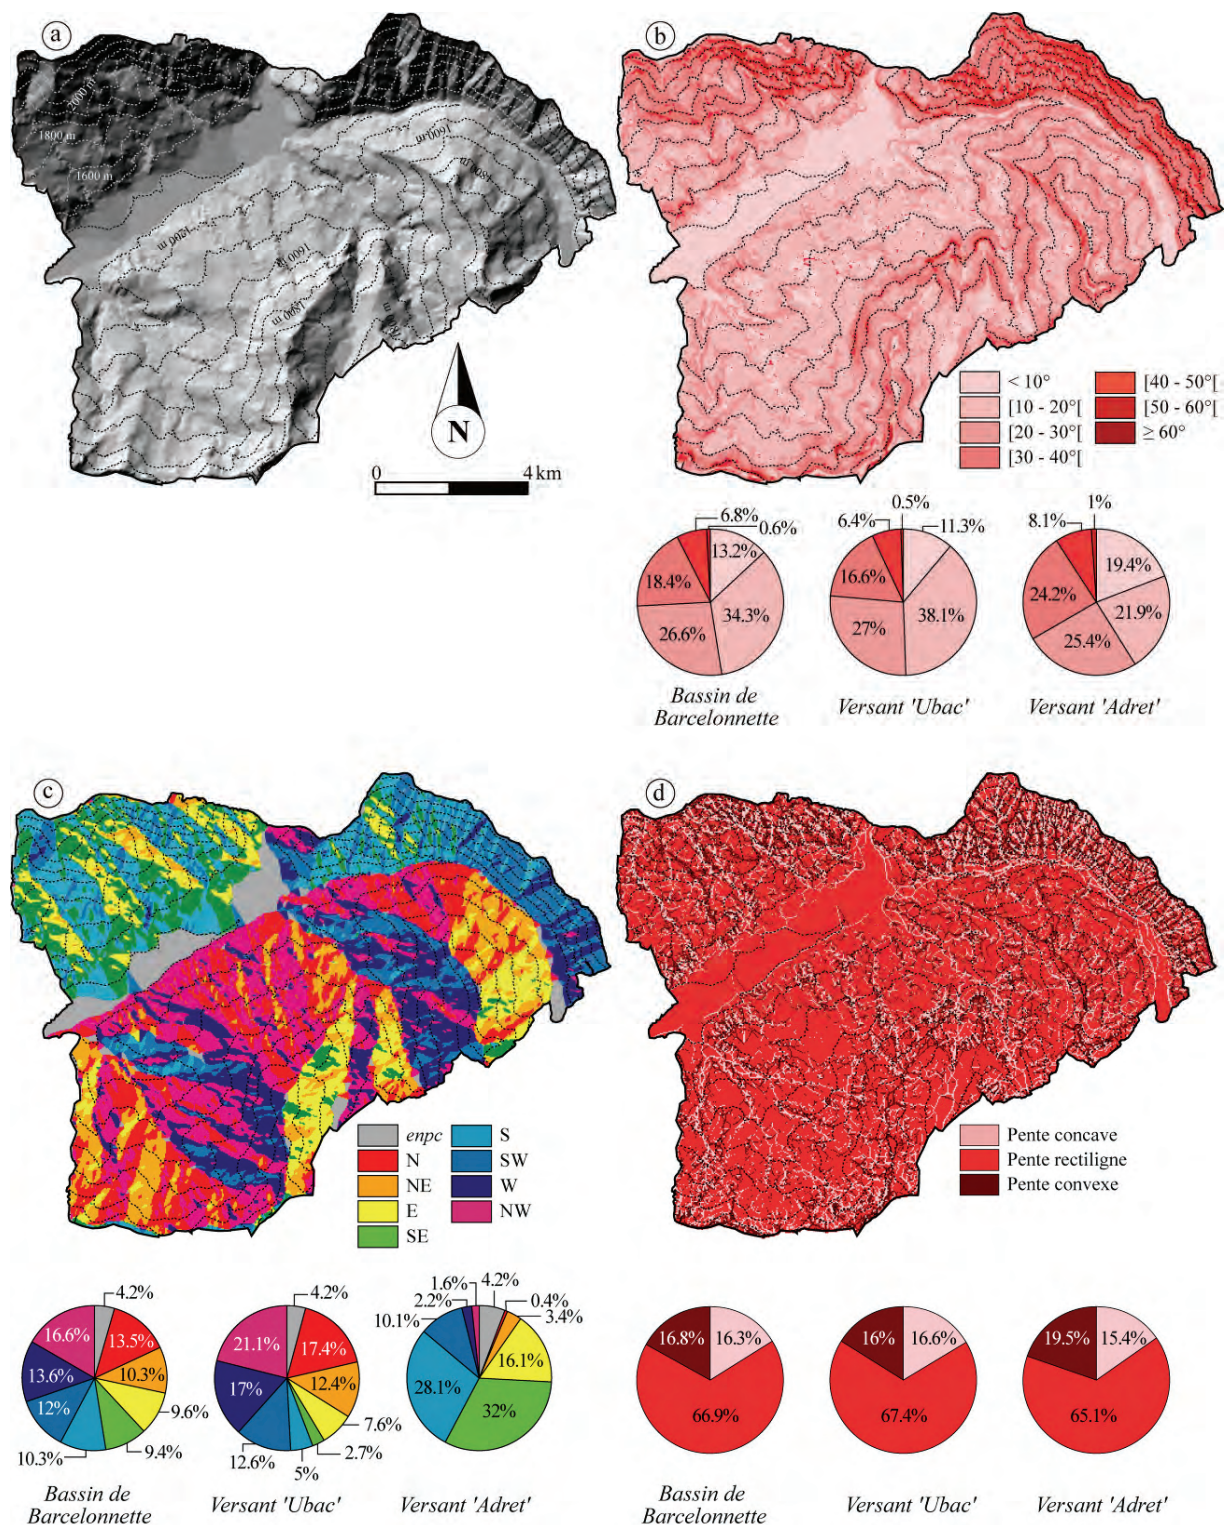 a
2000 m
1800 m
1600 m
1600 m
1800 m
1200 m
1600 m
1800 m
N
0
4 km
b
< 10°
[10 - 20°[
[20 - 30°[
[30 - 40°[
[40 - 50°[
[50 - 60°[
≥ 60°
6.8%
0.6%
13.2%
18.4%
34.3%
26.6%
Bassin de
Barcelonnette
0.5%
6.4%
11.3%
16.6%
38.1%
27%
Versant 'Ubac'
1%
8.1%
19.4%
24.2%
21.9%
25.4%
Versant 'Adret'
c
enpc
N
NE
E
SE
S
SW
W
NW
4.2%
16.6%
13.5%
13.6%
10.3%
12%
9.6%
10.3%
9.4%
Bassin de
Barcelonnette
4.2%
21.1%
17.4%
17%
12.4%
7.6%
12.6%
5%
2.7%
Versant 'Ubac'
1.6%
4.2%
2.2%
0.4%
10.1%
3.4%
16.1%
28.1%
32%
Versant 'Adret'
d
Pente concave
Pente rectiligne
Pente convexe
16.8%
16.3%
66.9%
Bassin de
Barcelonnette
16%
16.6%
67.4%
Versant 'Ubac'
19.5%
15.4%
65.1%
Versant 'Adret'